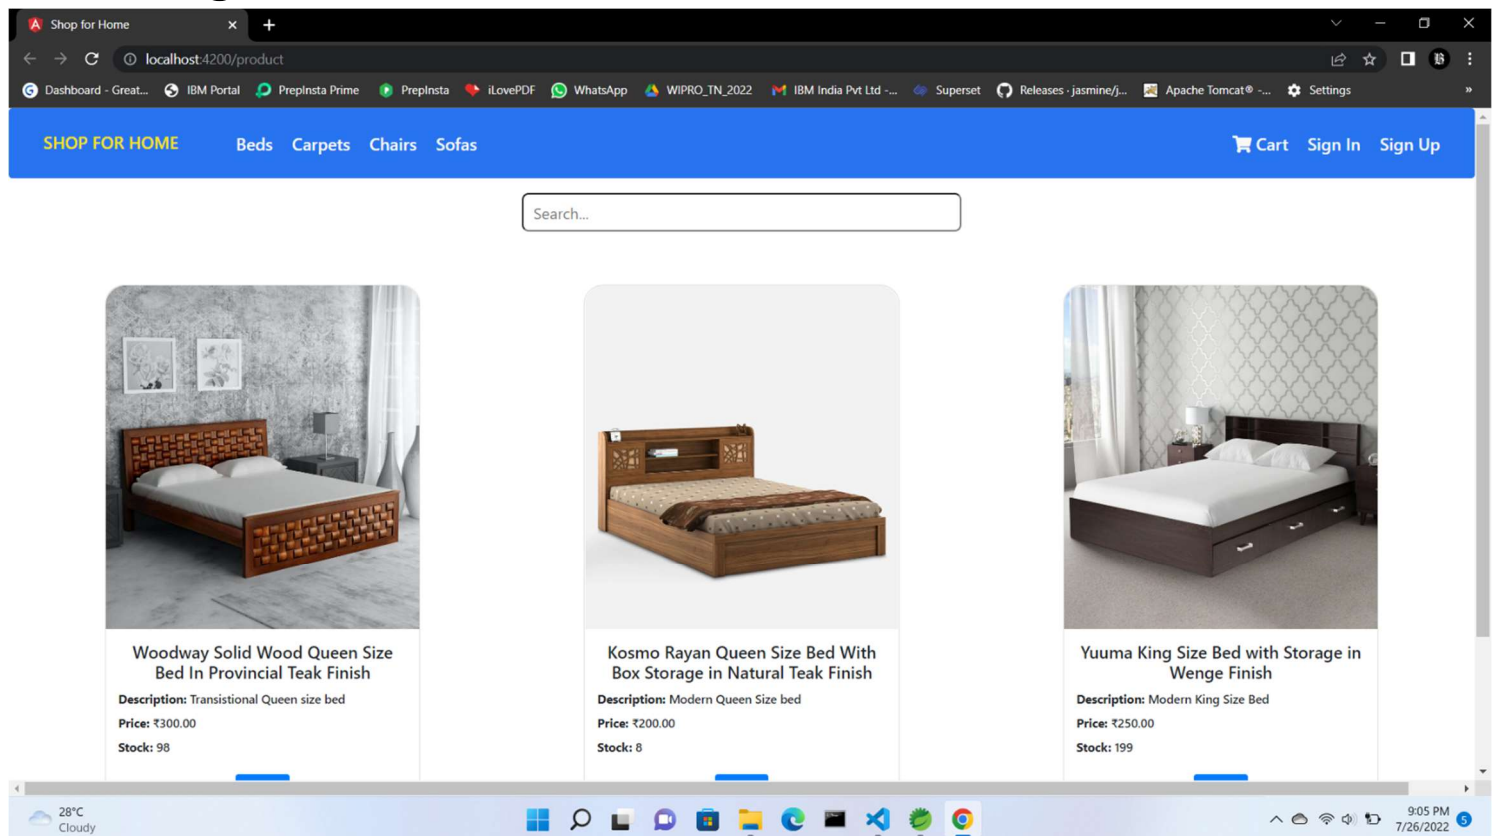 Shop for Home
localhost:4200/product
Dashboard - Great... IBM Portal PrepInsta Prime PrepInsta iLovePDF WhatsApp WIPRO_TN_2022 IBM India Pvt Ltd -... Superset Releases · jasmine/j... Apache Tomcat® -... Settings »
SHOP FOR HOME Beds Carpets Chairs Sofas Cart Sign In Sign Up
Search...
Woodway Solid Wood Queen Size
Bed In Provincial Teak Finish
Description: Transistional Queen size bed
Price: ₹300.00
Stock: 98
Kosmo Rayan Queen Size Bed With
Box Storage in Natural Teak Finish
Description: Modern Queen Size bed
Price: ₹200.00
Stock: 8
Yuuma King Size Bed with Storage in
Wenge Finish
Description: Modern King Size Bed
Price: ₹250.00
Stock: 199
28°C
Cloudy
9:05 PM
7/26/2022
5